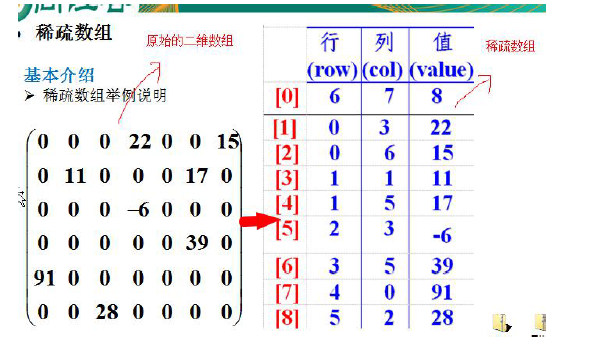 稀疏数组
原始的二维数组
基本介绍
稀疏数组举例说明
0 0 0 22 0 0 15
0 11 0 0 0 17 0
0 0 0 –6 0 0 0
0 0 0 0 0 39 0
91 0 0 0 0 0 0
0 0 28 0 0 0 0
行 列 值
(row) (col) (value)
稀疏数组
[0] 6 7 8
[1] 0 3 22
[2] 0 6 15
[3] 1 1 11
[4] 1 5 17
[5] 2 3 -6
[6] 3 5 39
[7] 4 0 91
[8] 5 2 28